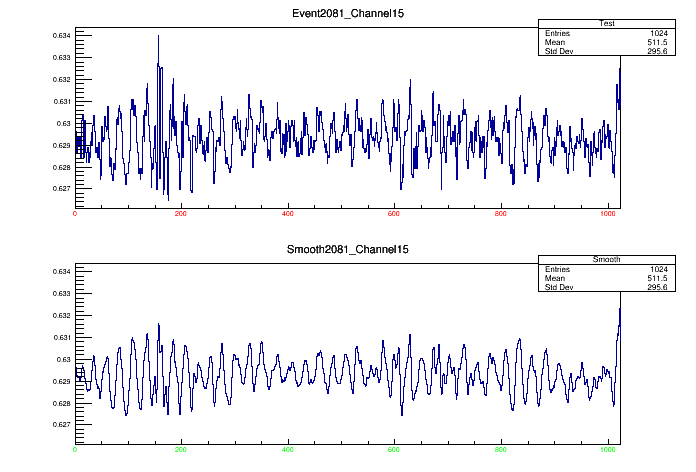 Event2081_Channel15
Test
Entries 1024
Mean 511.5
Std Dev 295.6
0.634
0.633
0.632
0.631
0.63
0.629
0.628
0.627
0 200 400 600 800 1000
Smooth2081_Channel15
Smooth
Entries 1024
Mean 511.5
Std Dev 295.6
0.634
0.633
0.632
0.631
0.63
0.629
0.628
0.627
0 200 400 600 800 1000